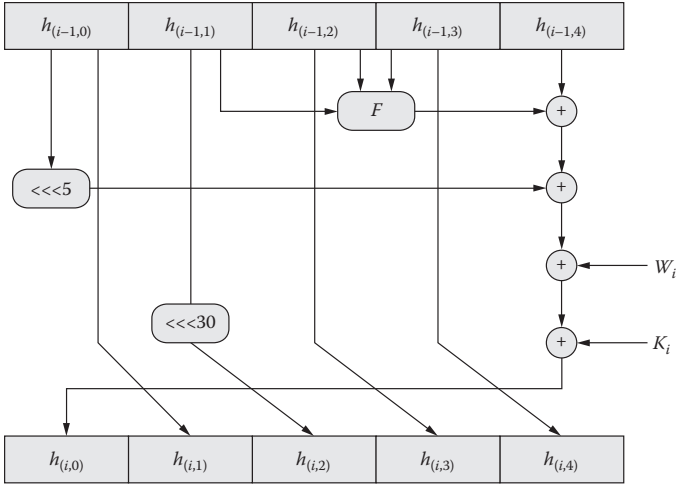 h(i−1,0) h(i−1,1) h(i−1,2) h(i−1,3) h(i−1,4)
F +
<<<5 +
+ Wi
<<<30
+ Ki
h(i,0) h(i,1) h(i,2) h(i,3) h(i,4)